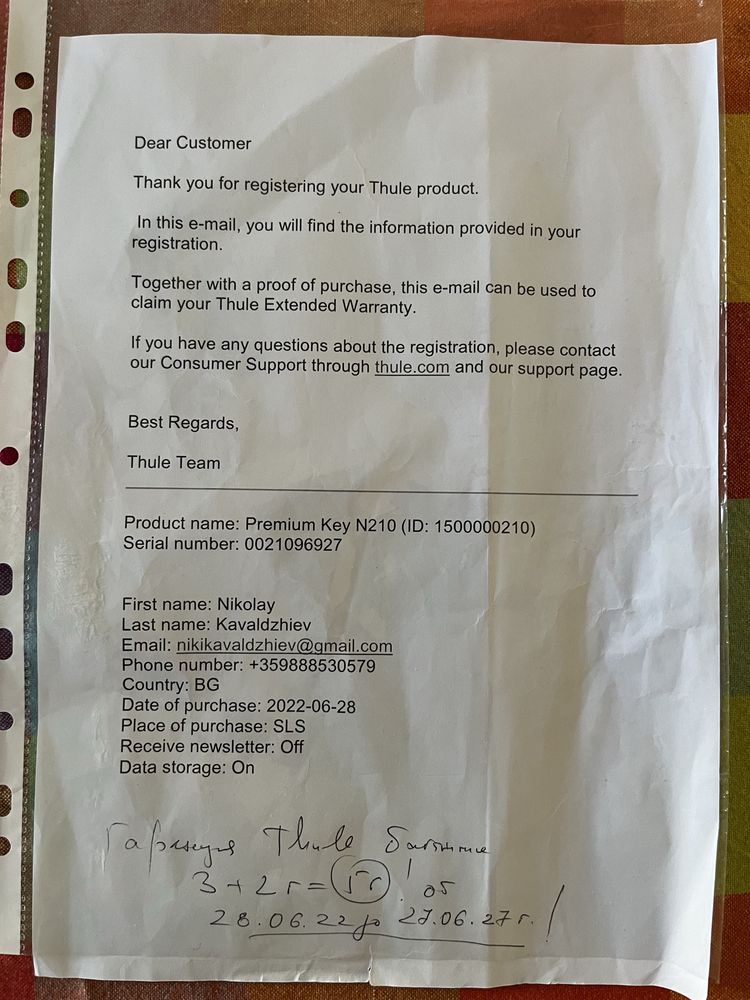 Dear Customer
Thank you for registering your Thule product.
In this e-mail, you will find the information provided in your
registration.
Together with a proof of purchase, this e-mail can be used to
claim your Thule Extended Warranty.
If you have any questions about the registration, please contact
our Consumer Support through thule.com and our support page.
Best Regards,
Thule Team
Product name: Premium Key N210 (ID: 1500000210)
Serial number: 0021096927
First name: Nikolay
Last name: Kavaldzhiev
Email: nikikavaldzhiev@gmail.com
Phone number: +359888530579
Country: BG
Date of purchase: 2022-06-28
Place of purchase: SLS
Receive newsletter: Off
Data storage: On
Гаранция Thule
3 + 2 г = 5 г! от
28.06.22 до 27.06.27 г.!